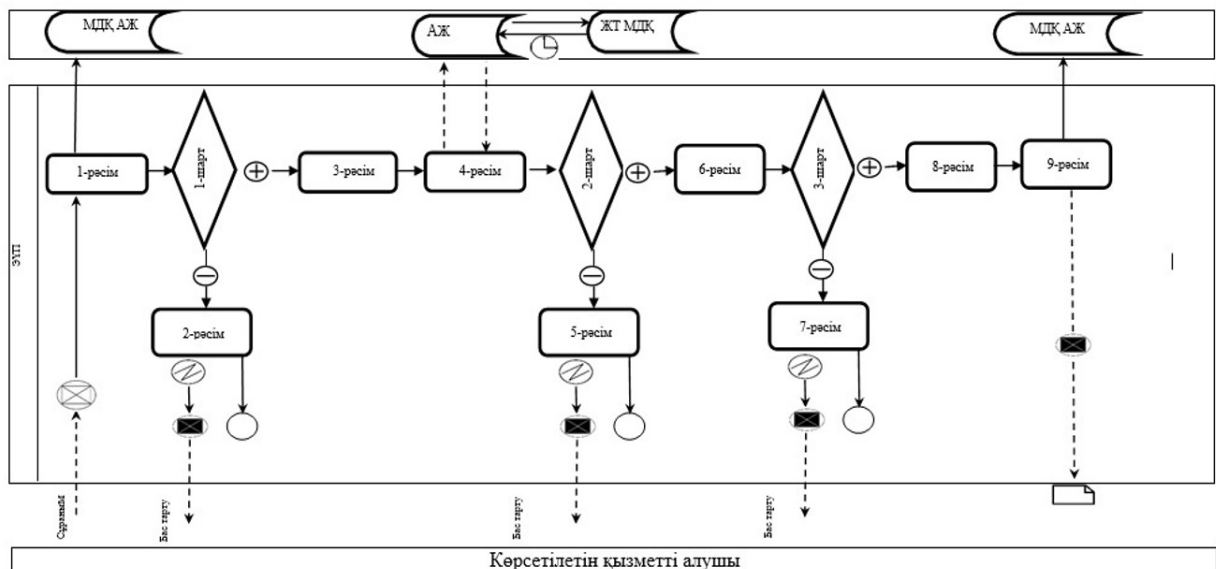 МДҚ АЖ
АЖ
ЖТ МДҚ
МДҚ АЖ
ЭҮП
1-рәсім
1-шарт
3-рәсім
4-рәсім
2-шарт
6-рәсім
3-шарт
8-рәсім
9-рәсім
2-рәсім
5-рәсім
7-рәсім
Сұраным
Бас тарту
Бас тарту
Бас тарту
Көрсетілетін қызметті алушы